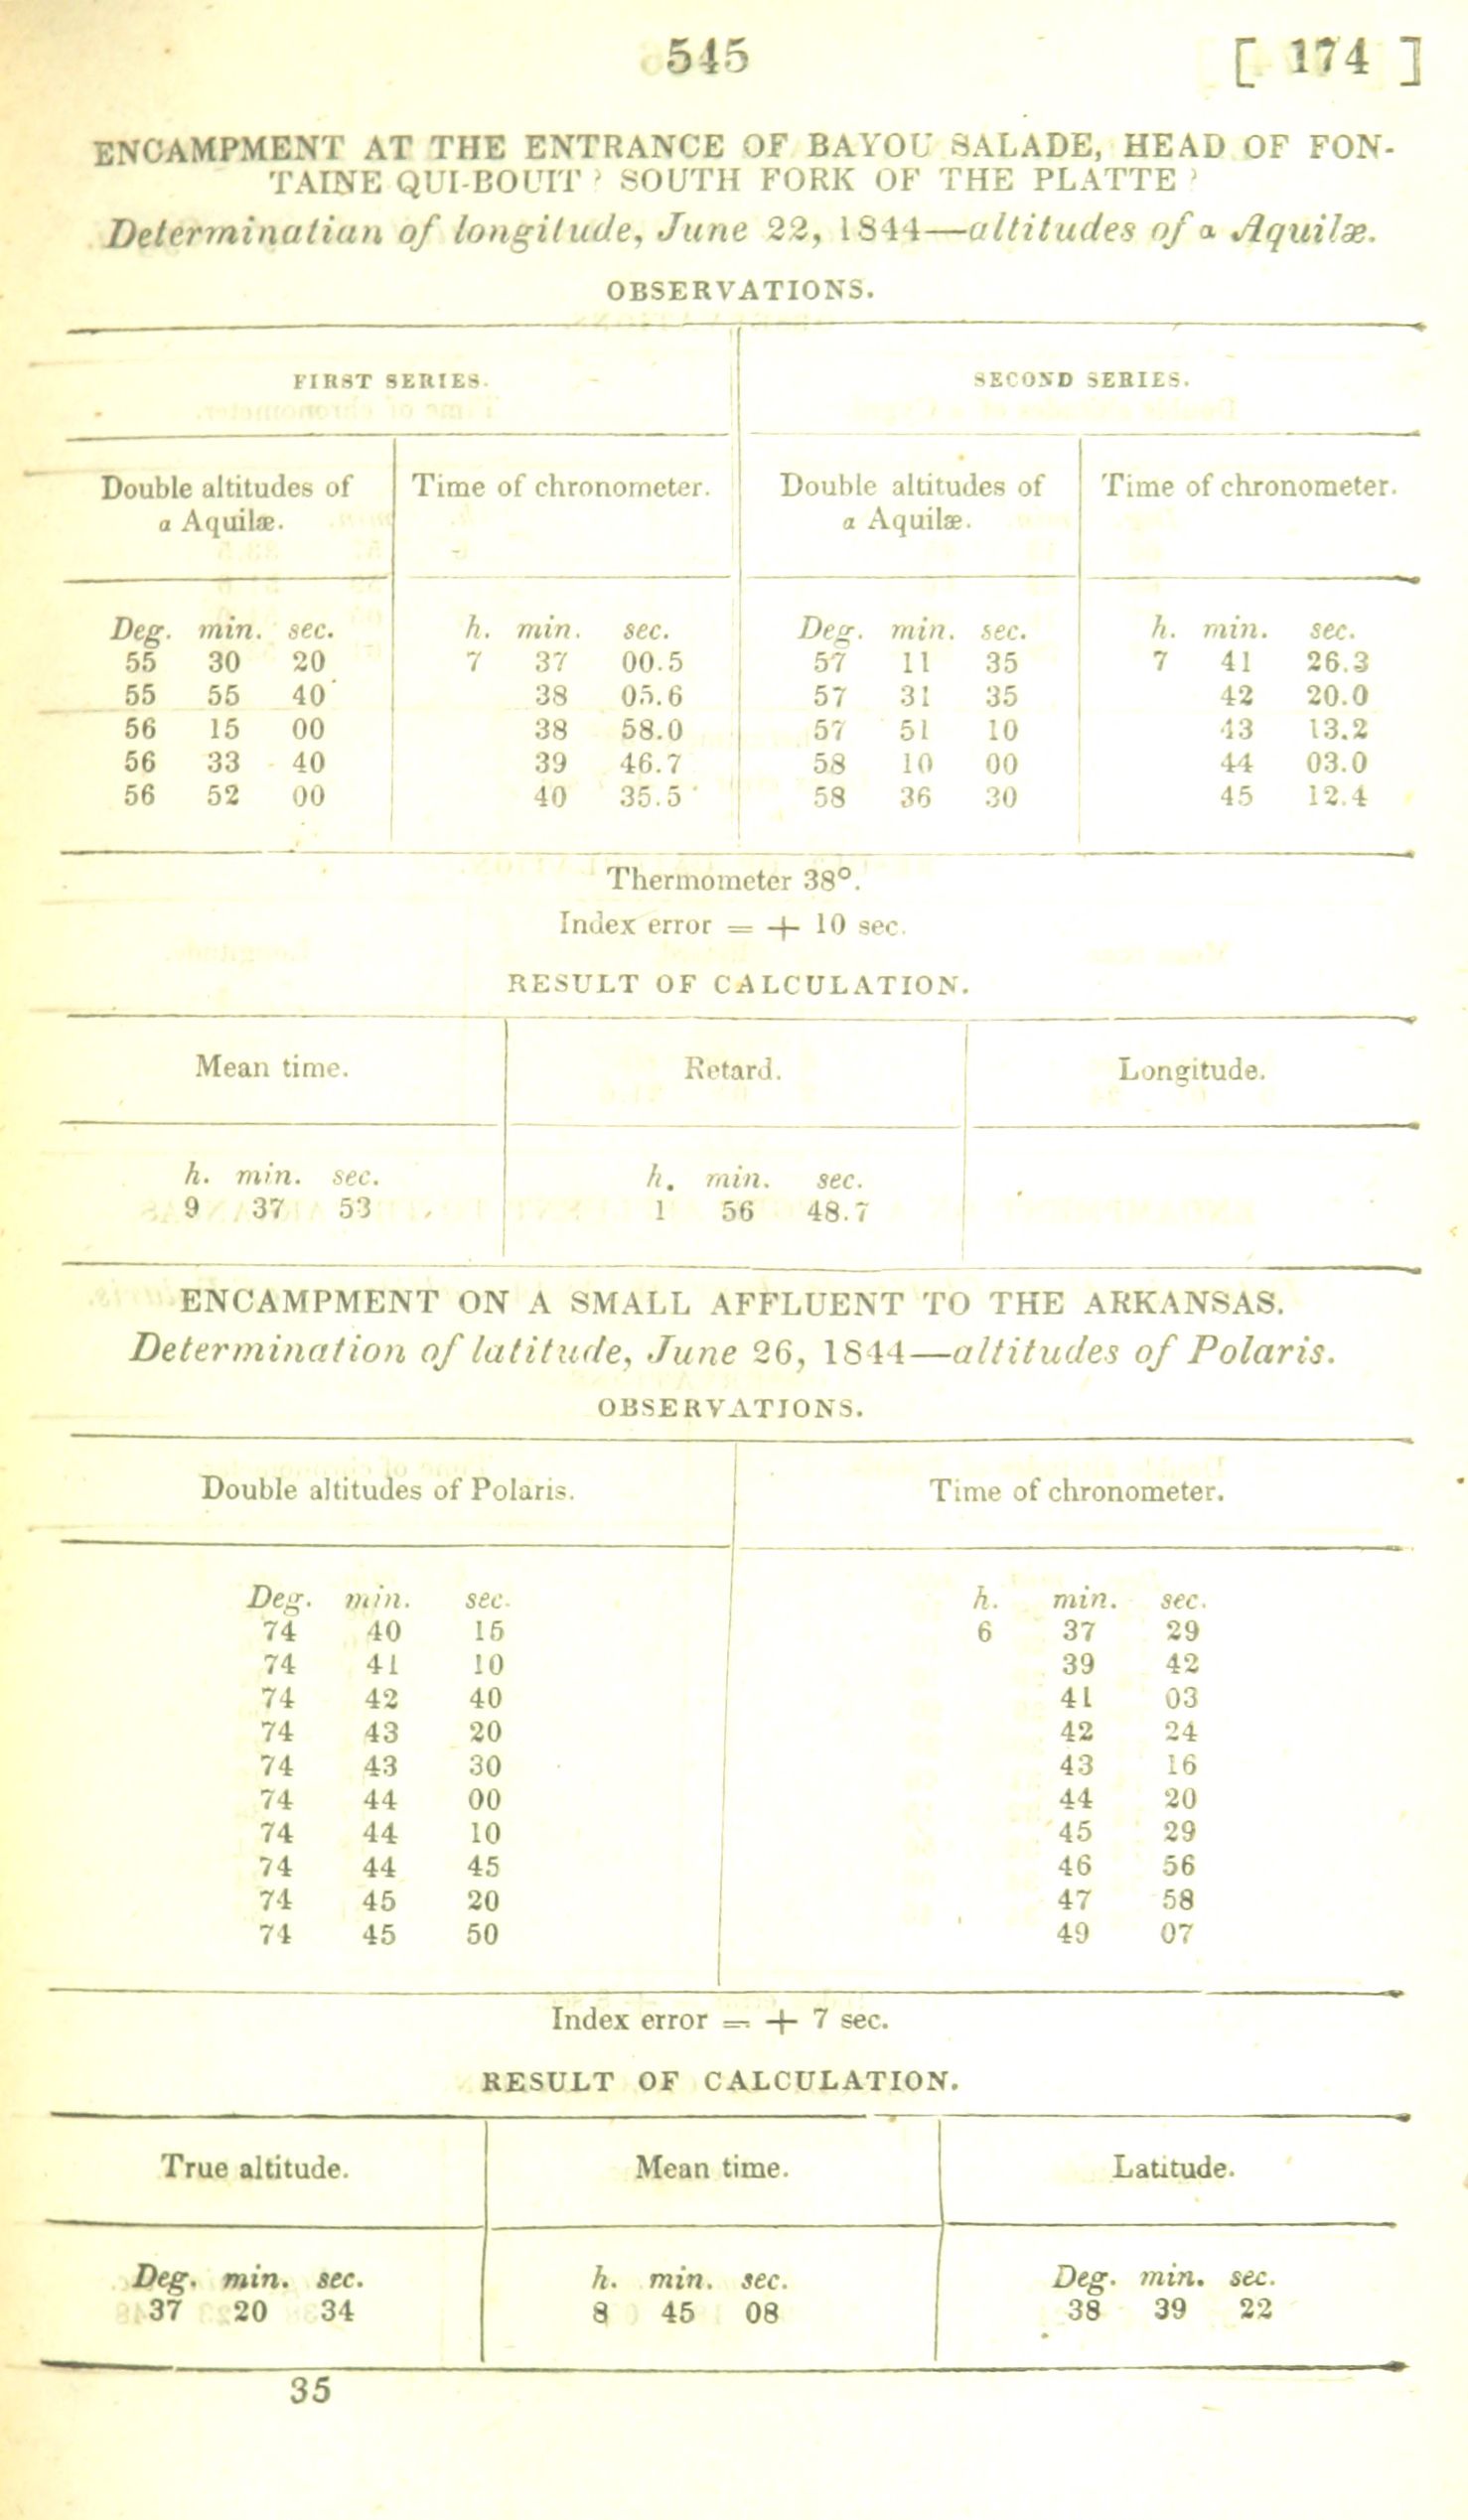 545 [ 174 ]
ENCAMPMENT AT THE ENTRANCE OF BAYOU SALADE, HEAD OF FON-
TAINE QUI-BOUIT? SOUTH FORK OF THE PLATTE?
Determinatian of longitude, June 22, 1844—altitudes of a Aquilæ.
OBSERVATIONS.
FIRST SERIES. SECOND SERIES.
Double altitudes of Time of chronometer. Double altitudes of Time of chronometer.
a Aquilæ. a Aquilæ.
Deg. min. sec. h. min. sec. Deg. min. sec. h. min. sec.
55 30 20 7 37 00.5 57 11 35 7 41 26.3
55 55 40 38 05.6 57 31 35 42 20.0
56 15 00 38 58.0 57 51 10 43 13.2
56 33 40 39 46.7 58 10 00 44 03.0
56 52 00 40 35.5 58 36 30 45 12.4
Thermometer 38°.
Index error = + 10 sec.
RESULT OF CALCULATION.
Mean time. Retard. Longitude.
h. min. sec. h. min. sec.
9 37 53 1 56 48.7
ENCAMPMENT ON A SMALL AFFLUENT TO THE ARKANSAS.
Determination of latitude, June 26, 1844—altitudes of Polaris.
OBSERVATIONS.
Double altitudes of Polaris. Time of chronometer.
Deg. min. sec. h. min. sec.
74 40 15 6 37 29
74 41 10 39 42
74 42 40 41 03
74 43 20 42 24
74 43 30 43 16
74 44 00 44 20
74 44 10 45 29
74 44 45 46 56
74 45 20 47 58
74 45 50 49 07
Index error = + 7 sec.
RESULT OF CALCULATION.
True altitude. Mean time. Latitude.
Deg. min. sec. h. min. sec. Deg. min. sec.
37 20 34 8 45 08 38 39 22
35